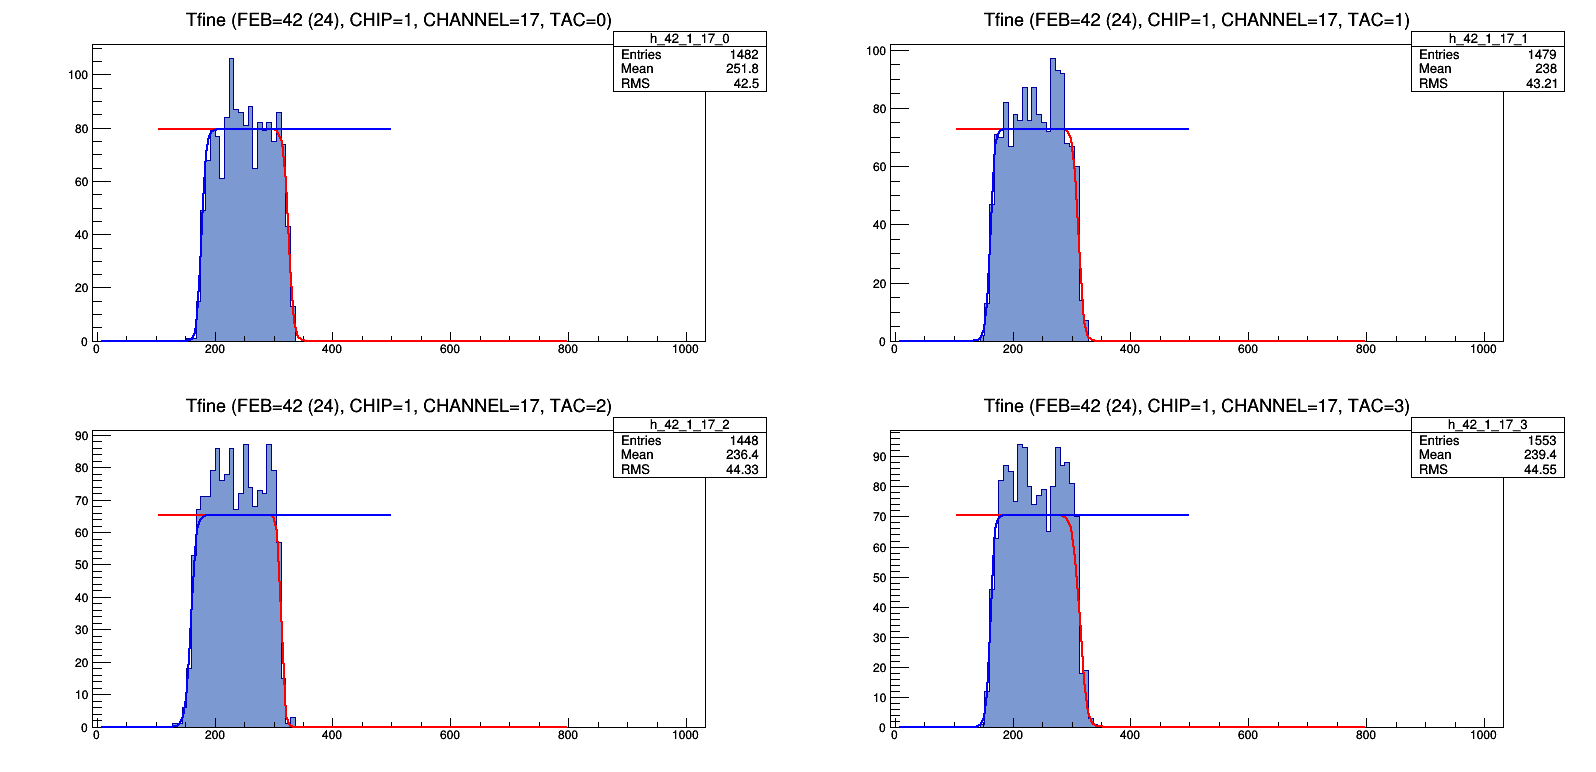 Tfine (FEB=42 (24), CHIP=1, CHANNEL=17, TAC=0)
h_42_1_17_0
Entries 1482
Mean 251.8
RMS 42.5
100
80
60
40
20
0
0 200 400 600 800 1000
Tfine (FEB=42 (24), CHIP=1, CHANNEL=17, TAC=1)
h_42_1_17_1
Entries 1479
Mean 238
RMS 43.21
100
80
60
40
20
0
0 200 400 600 800 1000
Tfine (FEB=42 (24), CHIP=1, CHANNEL=17, TAC=2)
h_42_1_17_2
Entries 1448
Mean 236.4
RMS 44.33
90
80
70
60
50
40
30
20
10
0
0 200 400 600 800 1000
Tfine (FEB=42 (24), CHIP=1, CHANNEL=17, TAC=3)
h_42_1_17_3
Entries 1553
Mean 239.4
RMS 44.55
90
80
70
60
50
40
30
20
10
0
0 200 400 600 800 1000